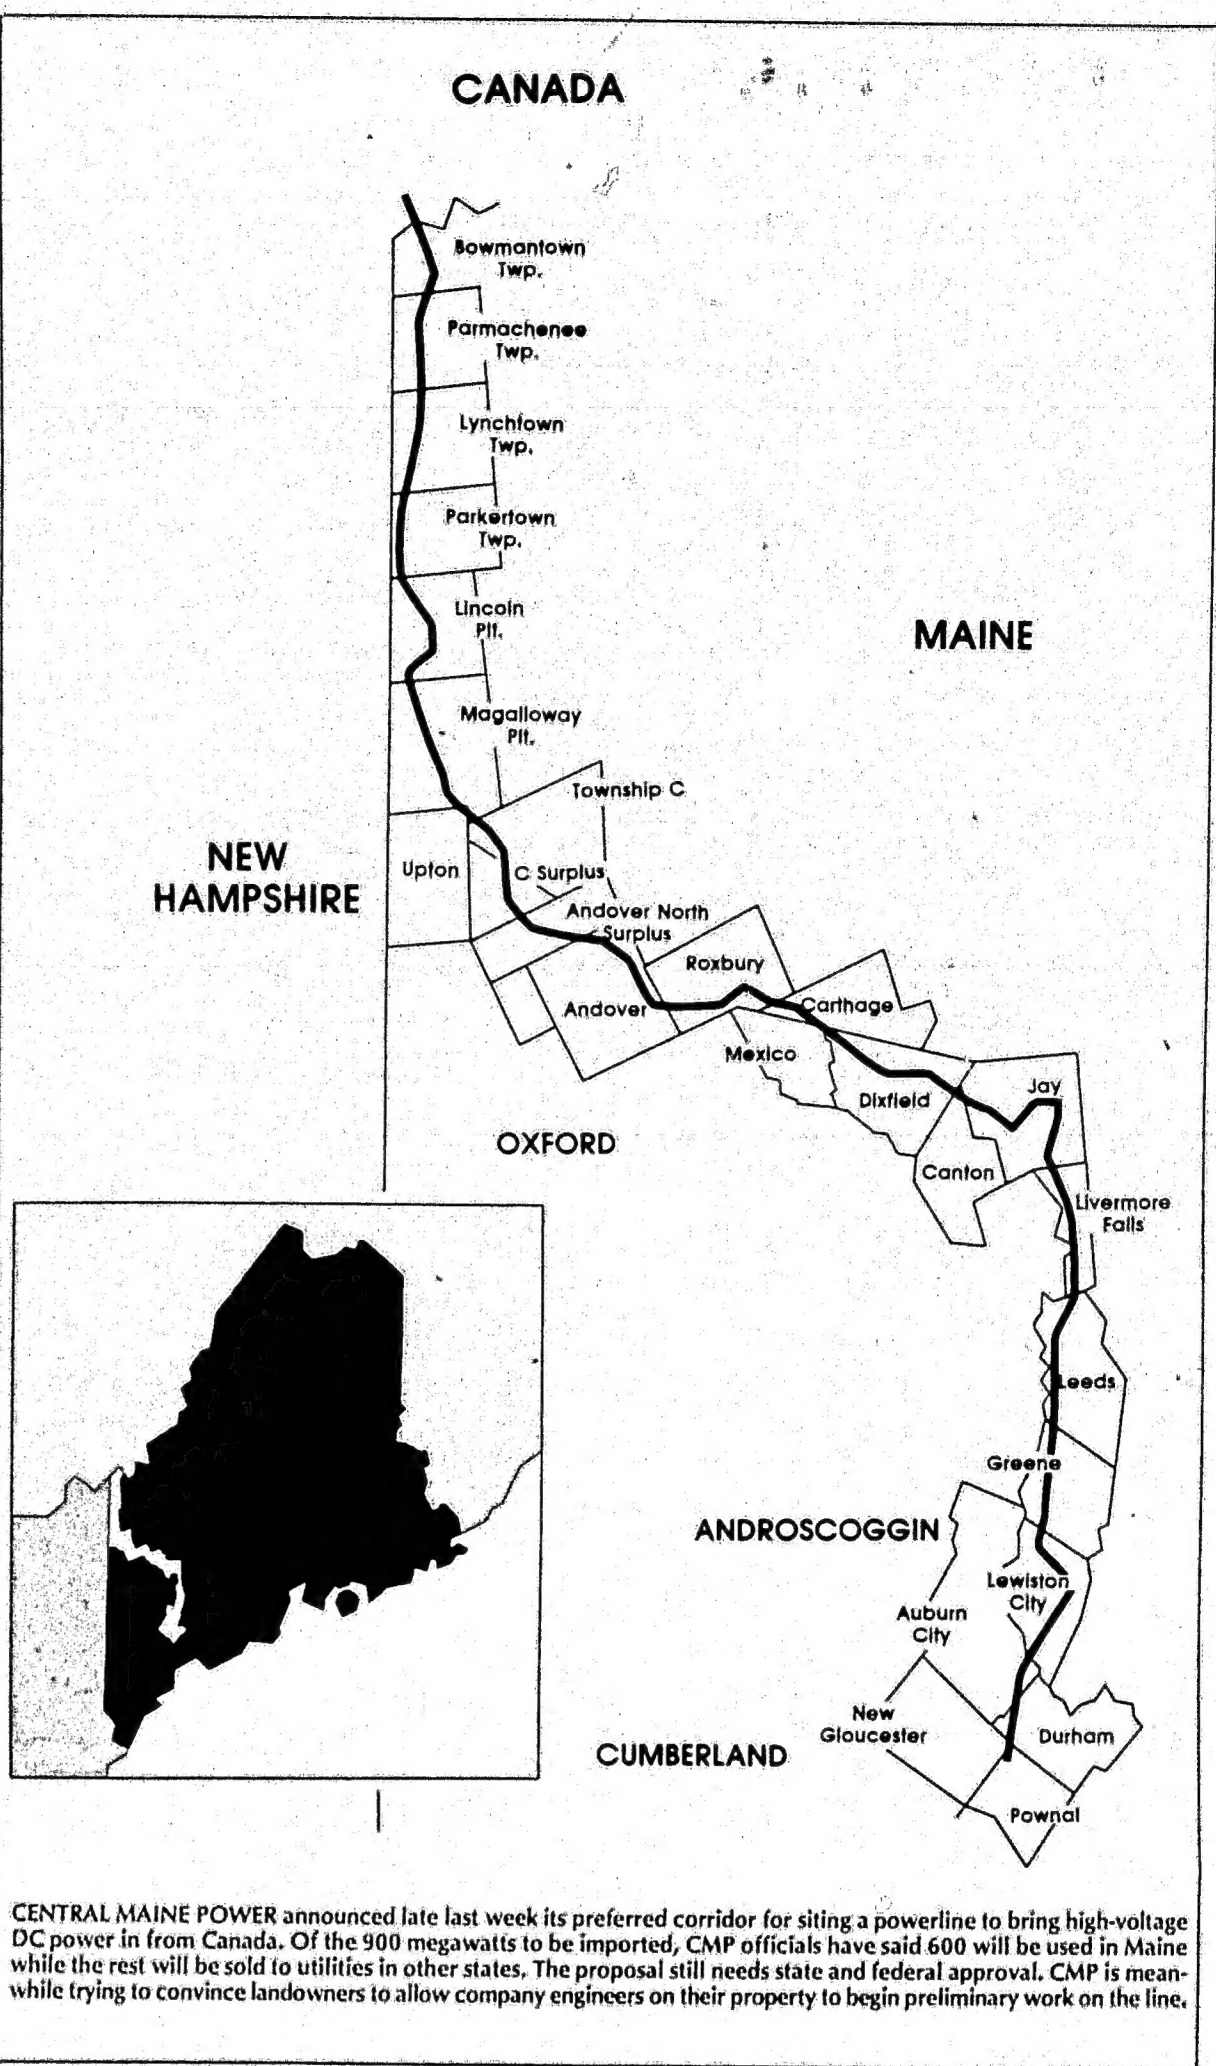 CANADA
Bowmantown
Twp.
Parmachenee
Twp.
Lynchtown
Twp.
Parkertown
Twp.
Lincoln
Plt.
MAINE
Magalloway
Plt.
Township C
NEW
HAMPSHIRE
Upton
C Surplus
Andover North
Surplus
Roxbury
Andover
Carthage
Mexico
Dixfield
Jay
OXFORD
Canton
Livermore
Falls
Leeds
Greene
ANDROSCOGGIN
Lewiston
City
Auburn
City
New
Gloucester
Durham
CUMBERLAND
Pownal
CENTRAL MAINE POWER announced late last week its preferred corridor for siting a powerline to bring high-voltage
DC power in from Canada. Of the 900 megawatts to be imported, CMP officials have said 600 will be used in Maine
while the rest will be sold to utilities in other states. The proposal still needs state and federal approval. CMP is mean-
while trying to convince landowners to allow company engineers on their property to begin preliminary work on the line.